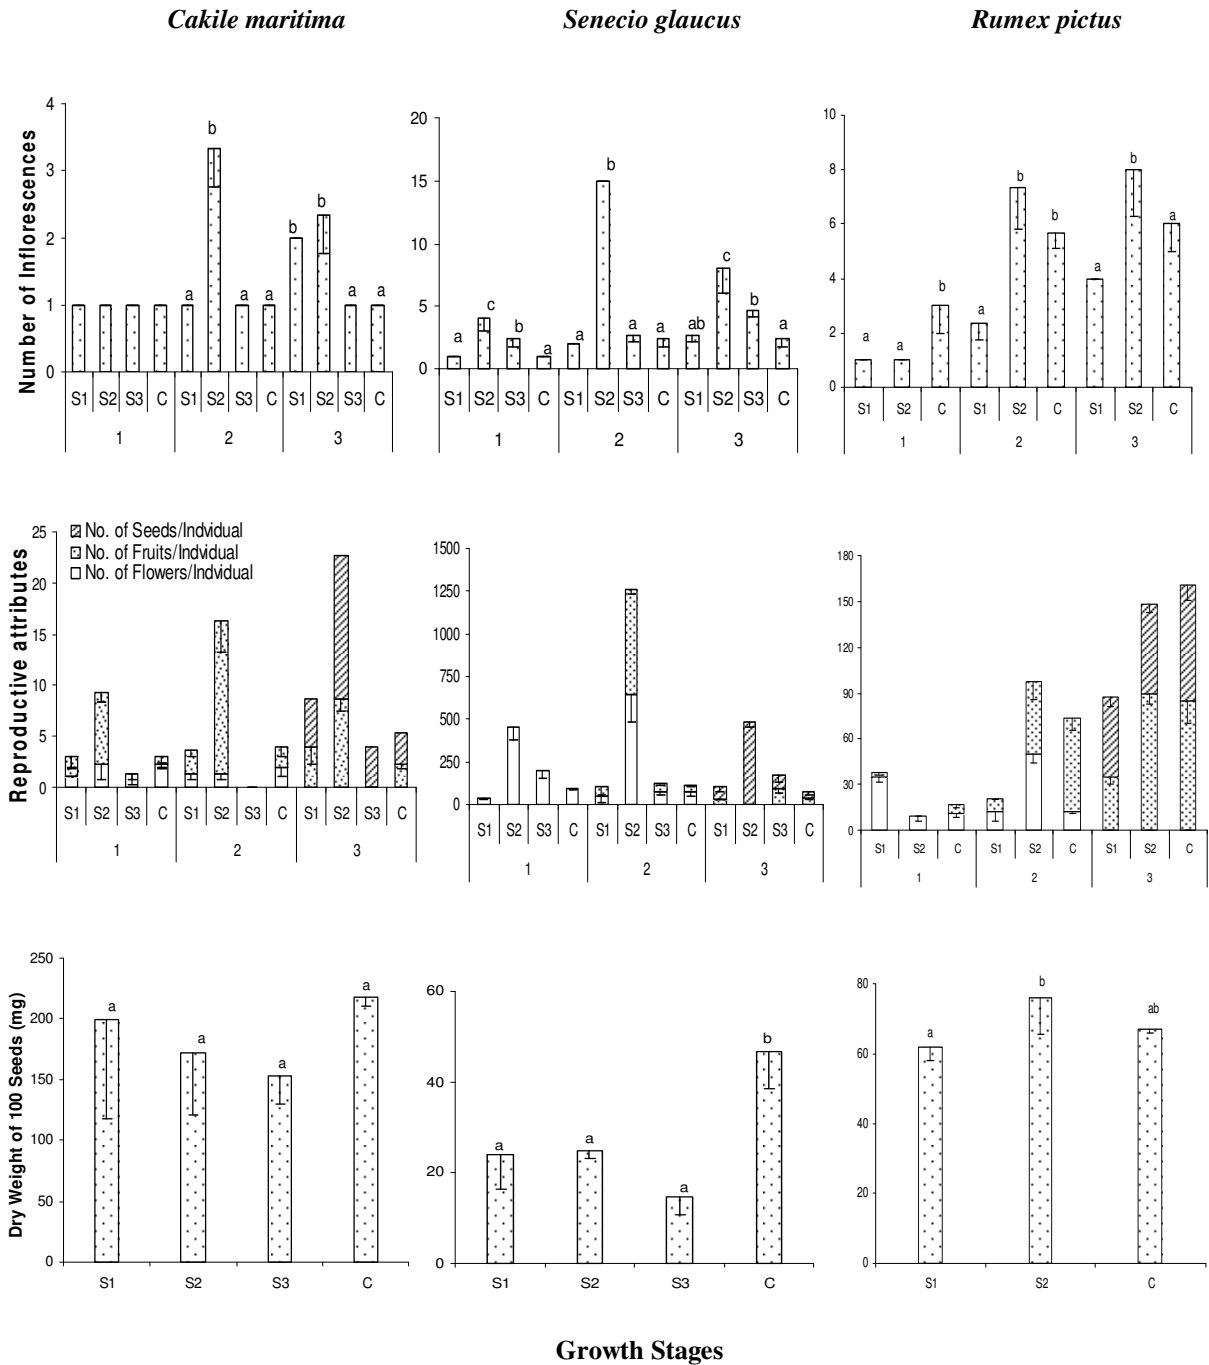 Cakile maritima Senecio glaucus Rumex pictus
Number of Inflorescences
4
3
2
1
0
b
a
a
a
b
b
a
a
S1 S2 S3 C S1 S2 S3 C S1 S2 S3 C
1 2 3
20
15
10
5
0
a
c
b
a
a
b
a
a
ab
c
b
a
S1 S2 S3 C S1 S2 S3 C S1 S2 S3 C
1 2 3
10
8
6
4
2
0
a
a
b
a
b
b
a
b
a
S1 S2 C S1 S2 C S1 S2 C
1 2 3
Reproductive attributes
25
20
15
10
5
0
No. of Seeds/Indvidual
No. of Fruits/Indvidual
No. of Flowers/Indvidual
S1 S2 S3 C S1 S2 S3 C S1 S2 S3 C
1 2 3
1500
1250
1000
750
500
250
0
S1 S2 S3 C S1 S2 S3 C S1 S2 S3 C
1 2 3
180
150
120
90
60
30
0
S1 S2 C S1 S2 C S1 S2 C
1 2 3
Dry Weight of 100 Seeds (mg)
250
200
150
100
50
0
a
a
a
a
S1 S2 S3 C
60
40
20
0
a
a
a
b
S1 S2 S3 C
80
60
40
20
0
a
b
ab
S1 S2 C
Growth Stages